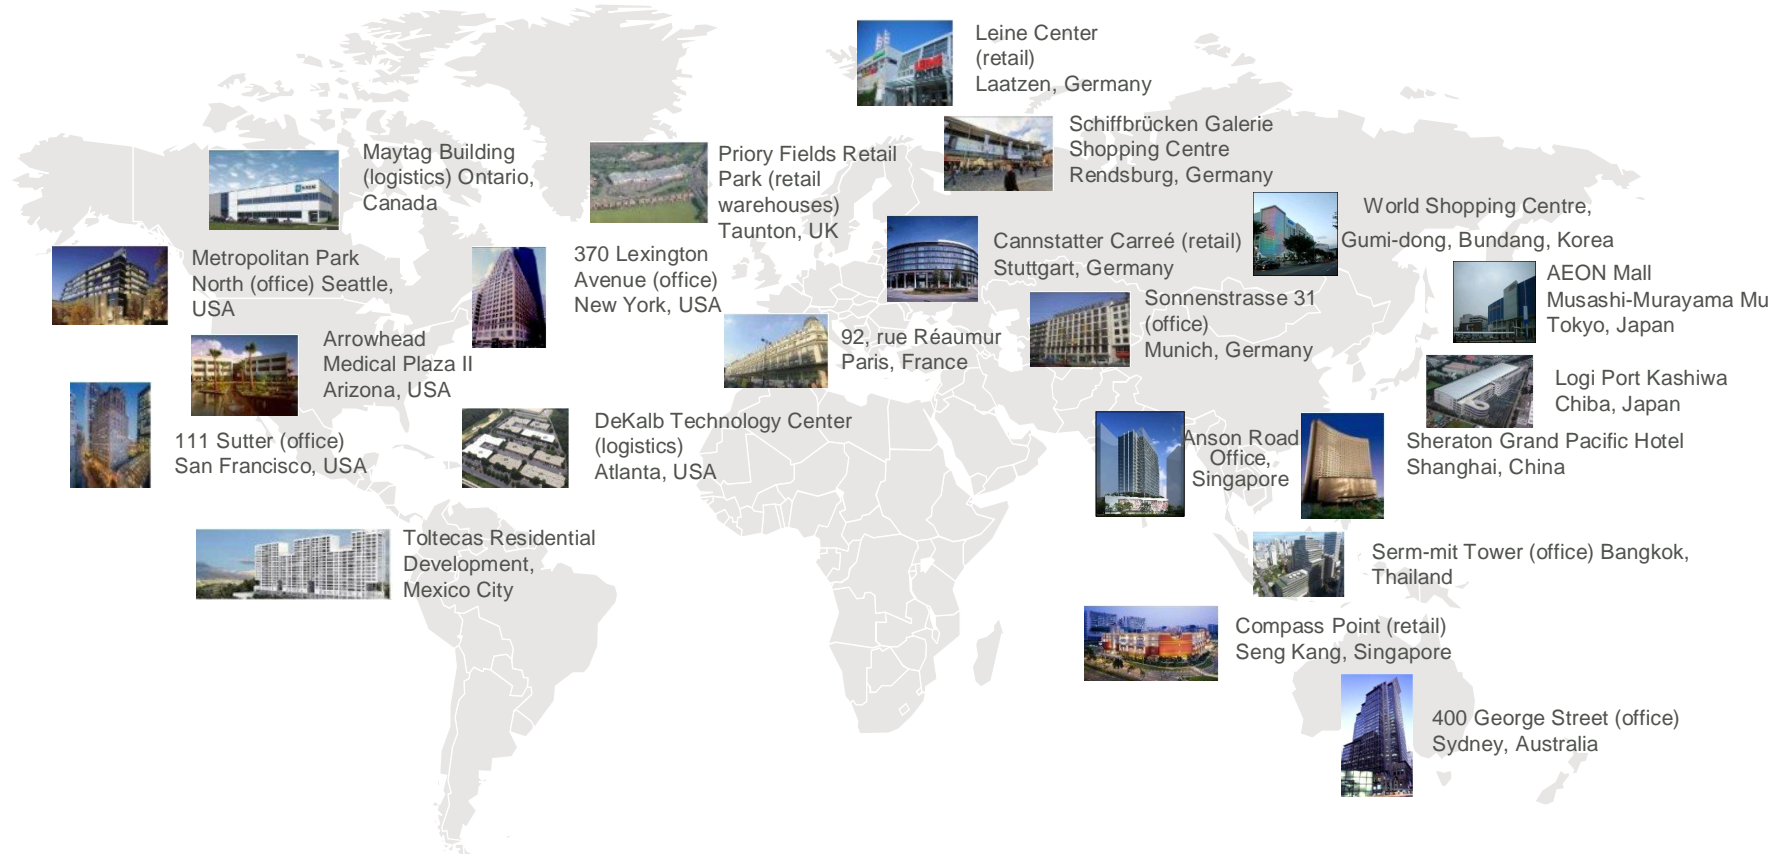 Leine Center
(retail)
Laatzen, Germany
Schiffbrücken Galerie
Shopping Centre
Rendsburg, Germany
Maytag Building
(logistics) Ontario,
Canada
Priory Fields Retail
Park (retail
warehouses)
Taunton, UK
World Shopping Centre,
Gumi-dong, Bundang, Korea
Metropolitan Park
North (office) Seattle,
USA
370 Lexington
Avenue (office)
New York, USA
Cannstatter Carreé (retail)
Stuttgart, Germany
AEON Mall
Musashi-Murayama Mu
Tokyo, Japan
Sonnenstrasse 31
(office)
Munich, Germany
Arrowhead
Medical Plaza II
Arizona, USA
92, rue Réaumur
Paris, France
Logi Port Kashiwa
Chiba, Japan
111 Sutter (office)
San Francisco, USA
DeKalb Technology Center
(logistics)
Atlanta, USA
Anson Road
Office,
Singapore
Sheraton Grand Pacific Hotel
Shanghai, China
Toltecas Residential
Development,
Mexico City
Serm-mit Tower (office) Bangkok,
Thailand
Compass Point (retail)
Seng Kang, Singapore
400 George Street (office)
Sydney, Australia